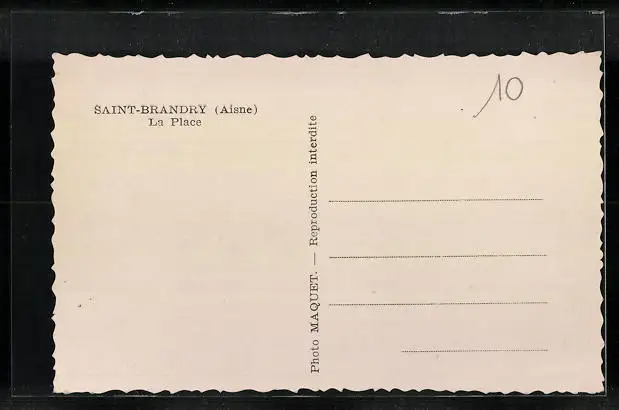 SAINT-BRANDRY (Aisne)
La Place
Photo MAQUET. — Reproduction interdite
10